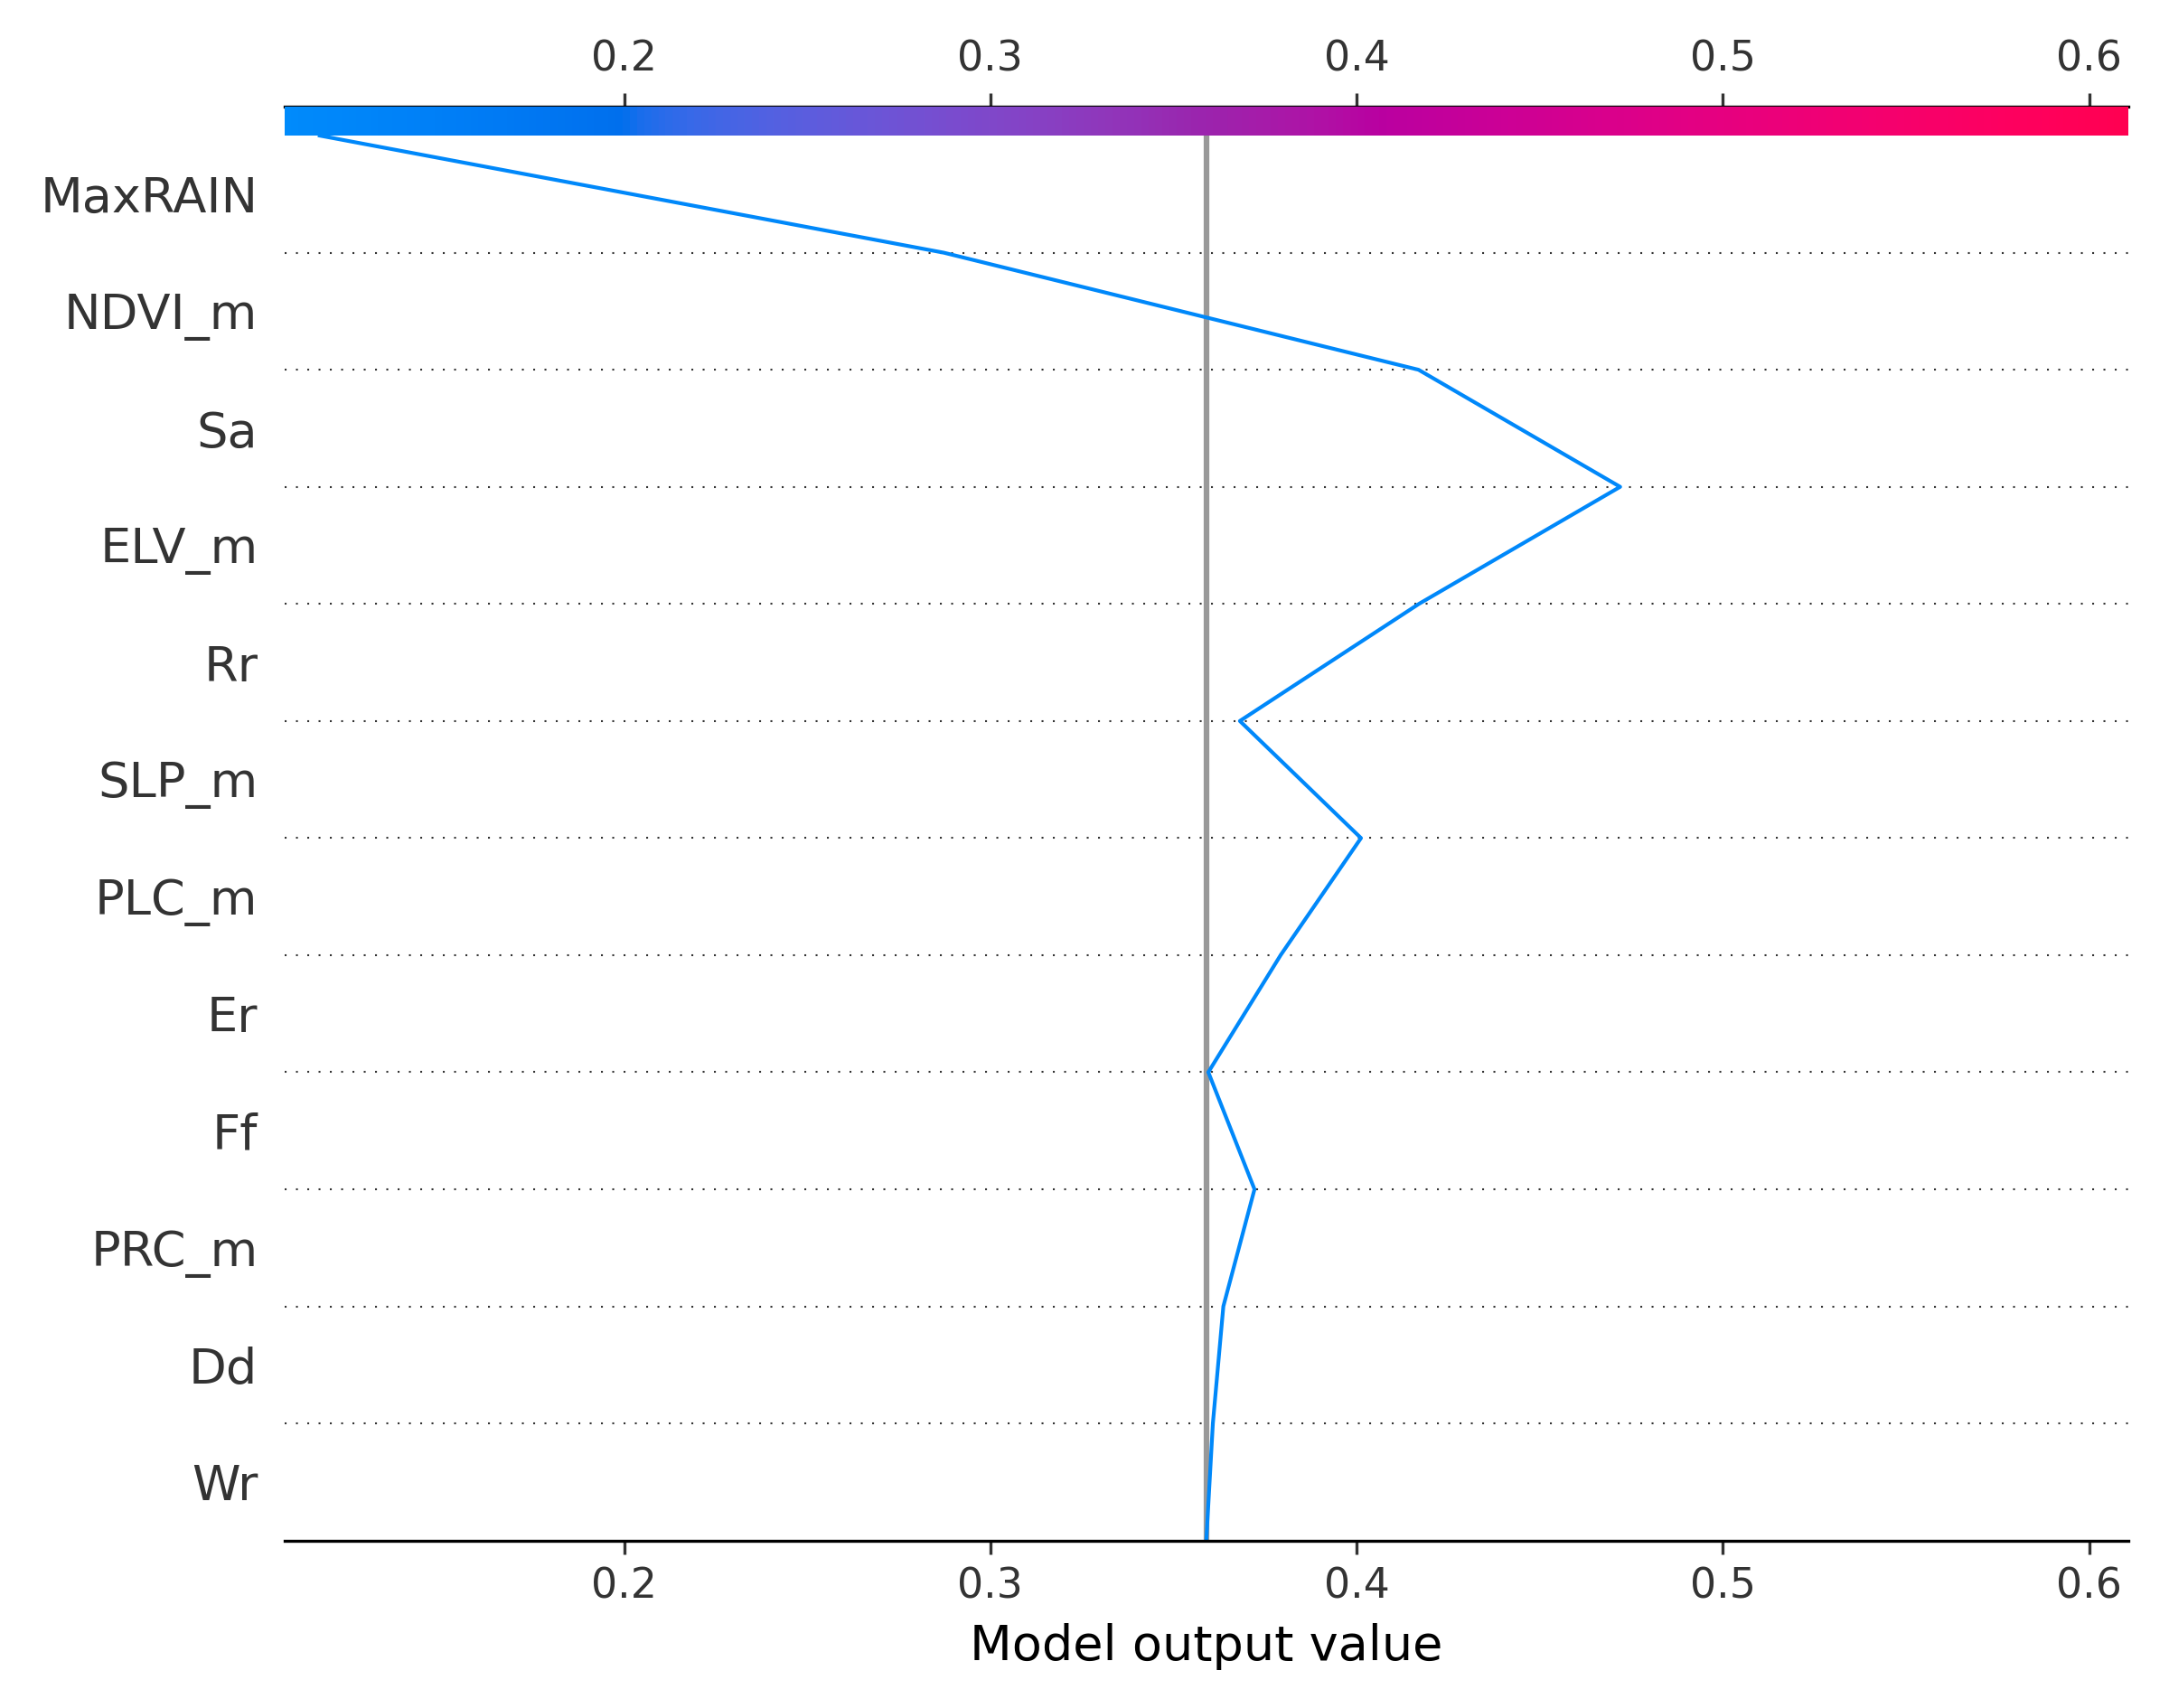 0.2 0.3 0.4 0.5 0.6
MaxRAIN
NDVI_m
Sa
ELV_m
Rr
SLP_m
PLC_m
Er
Ff
PRC_m
Dd
Wr
0.2 0.3 0.4 0.5 0.6
Model output value